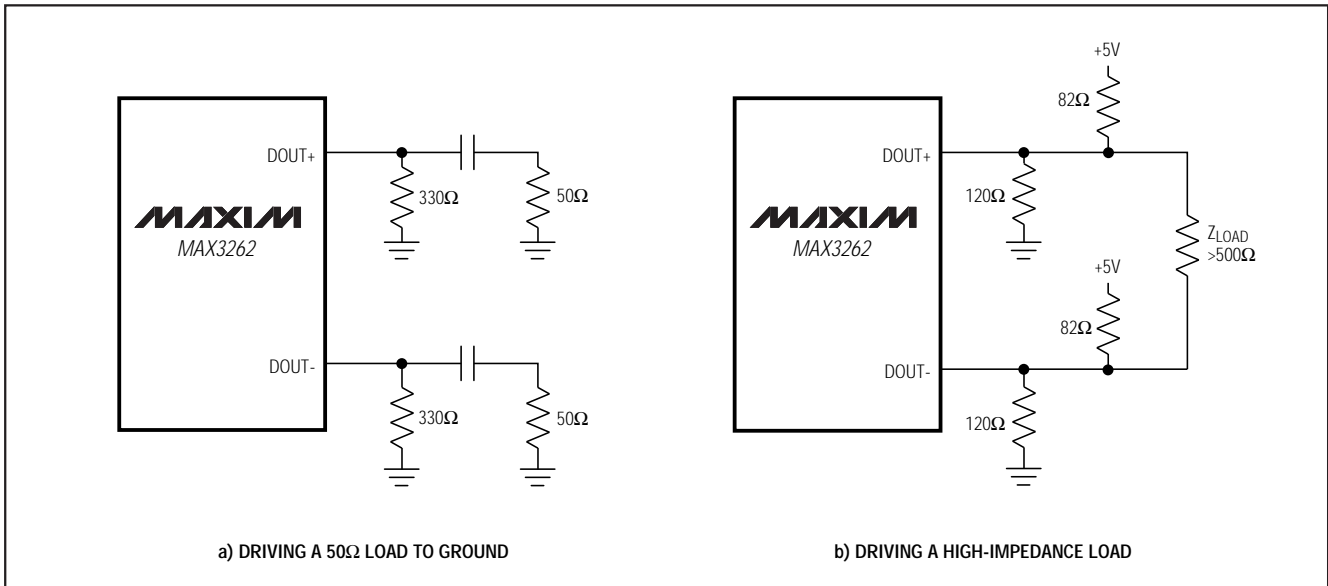 DOUT+
MAXIM
MAX3262
330Ω
50Ω
DOUT-
330Ω
50Ω
a) DRIVING A 50Ω LOAD TO GROUND
+5V
82Ω
DOUT+
MAXIM
MAX3262
120Ω
ZLOAD
>500Ω
+5V
82Ω
DOUT-
120Ω
b) DRIVING A HIGH-IMPEDANCE LOAD